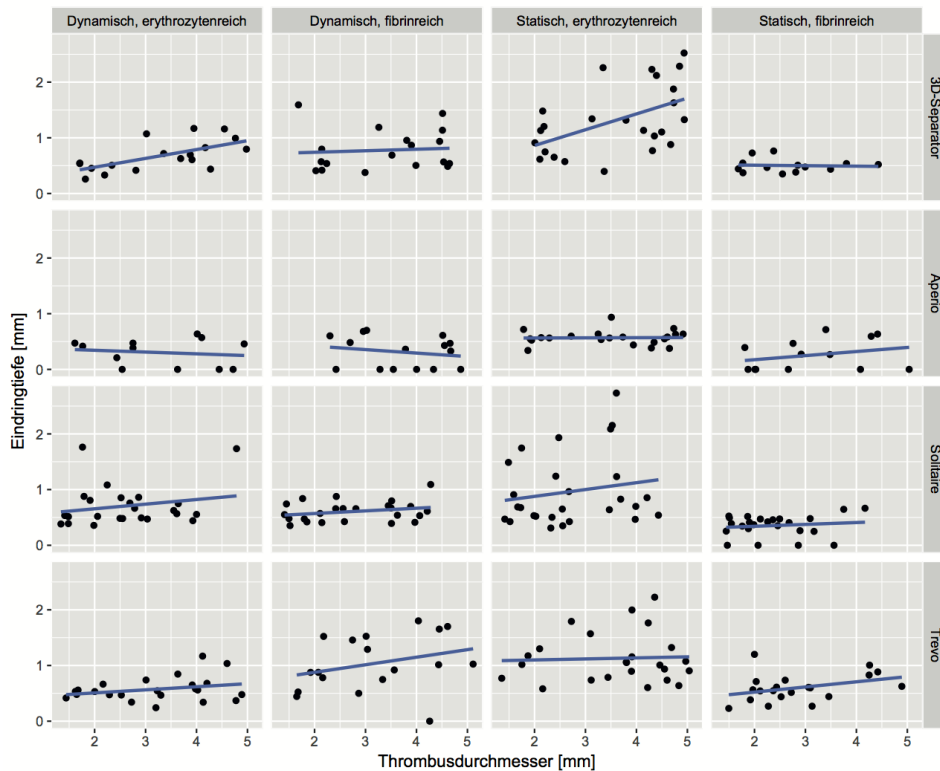 Dynamisch, erythrozytenreich
Dynamisch, fibrinreich
Statisch, erythrozytenreich
Statisch, fibrinreich
2
1
0
3D-Separator
2
1
0
Aperio
2
1
0
Solitaire
2
1
0
Trevo
Eindringtiefe [mm]
2 3 4 5 2 3 4 5 2 3 4 5 2 3 4 5
Thrombusdurchmesser [mm]